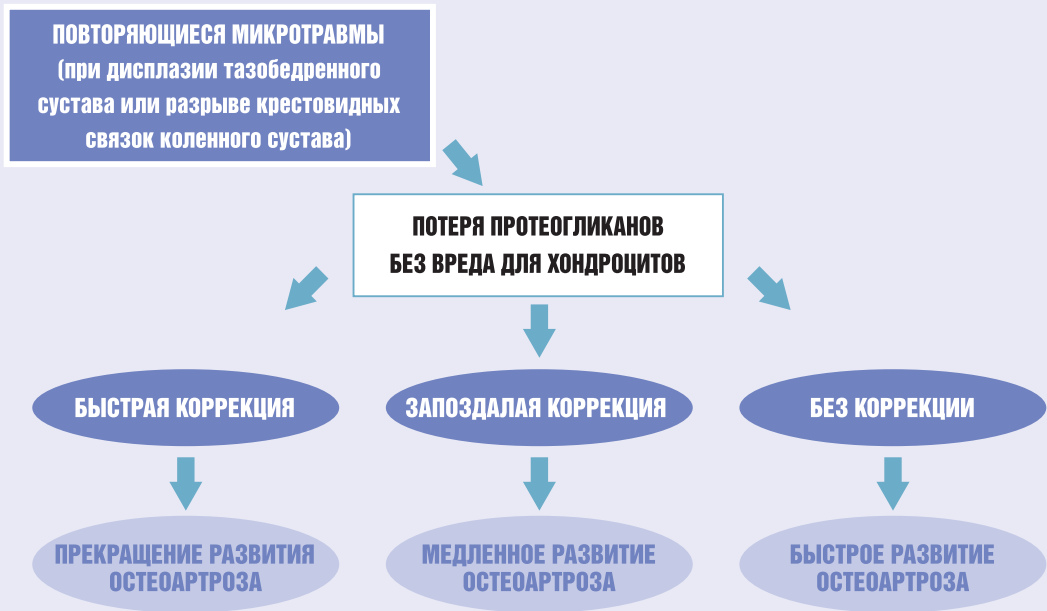 ПОВТОРЯЮЩИЕСЯ МИКРОТРАВМЫ
(при дисплазии тазобедренного
сустава или разрыве крестовидных
связок коленного сустава)
ПОТЕРЯ ПРОТЕОГЛИКАНОВ
БЕЗ ВРЕДА ДЛЯ ХОНДРОЦИТОВ
БЫСТРАЯ КОРРЕКЦИЯ
ЗАПОЗДАЛАЯ КОРРЕКЦИЯ
БЕЗ КОРРЕКЦИИ
ПРЕКРАЩЕНИЕ РАЗВИТИЯ
ОСТЕОАРТРОЗА
МЕДЛЕННОЕ РАЗВИТИЕ
ОСТЕОАРТРОЗА
БЫСТРОЕ РАЗВИТИЕ
ОСТЕОАРТРОЗА